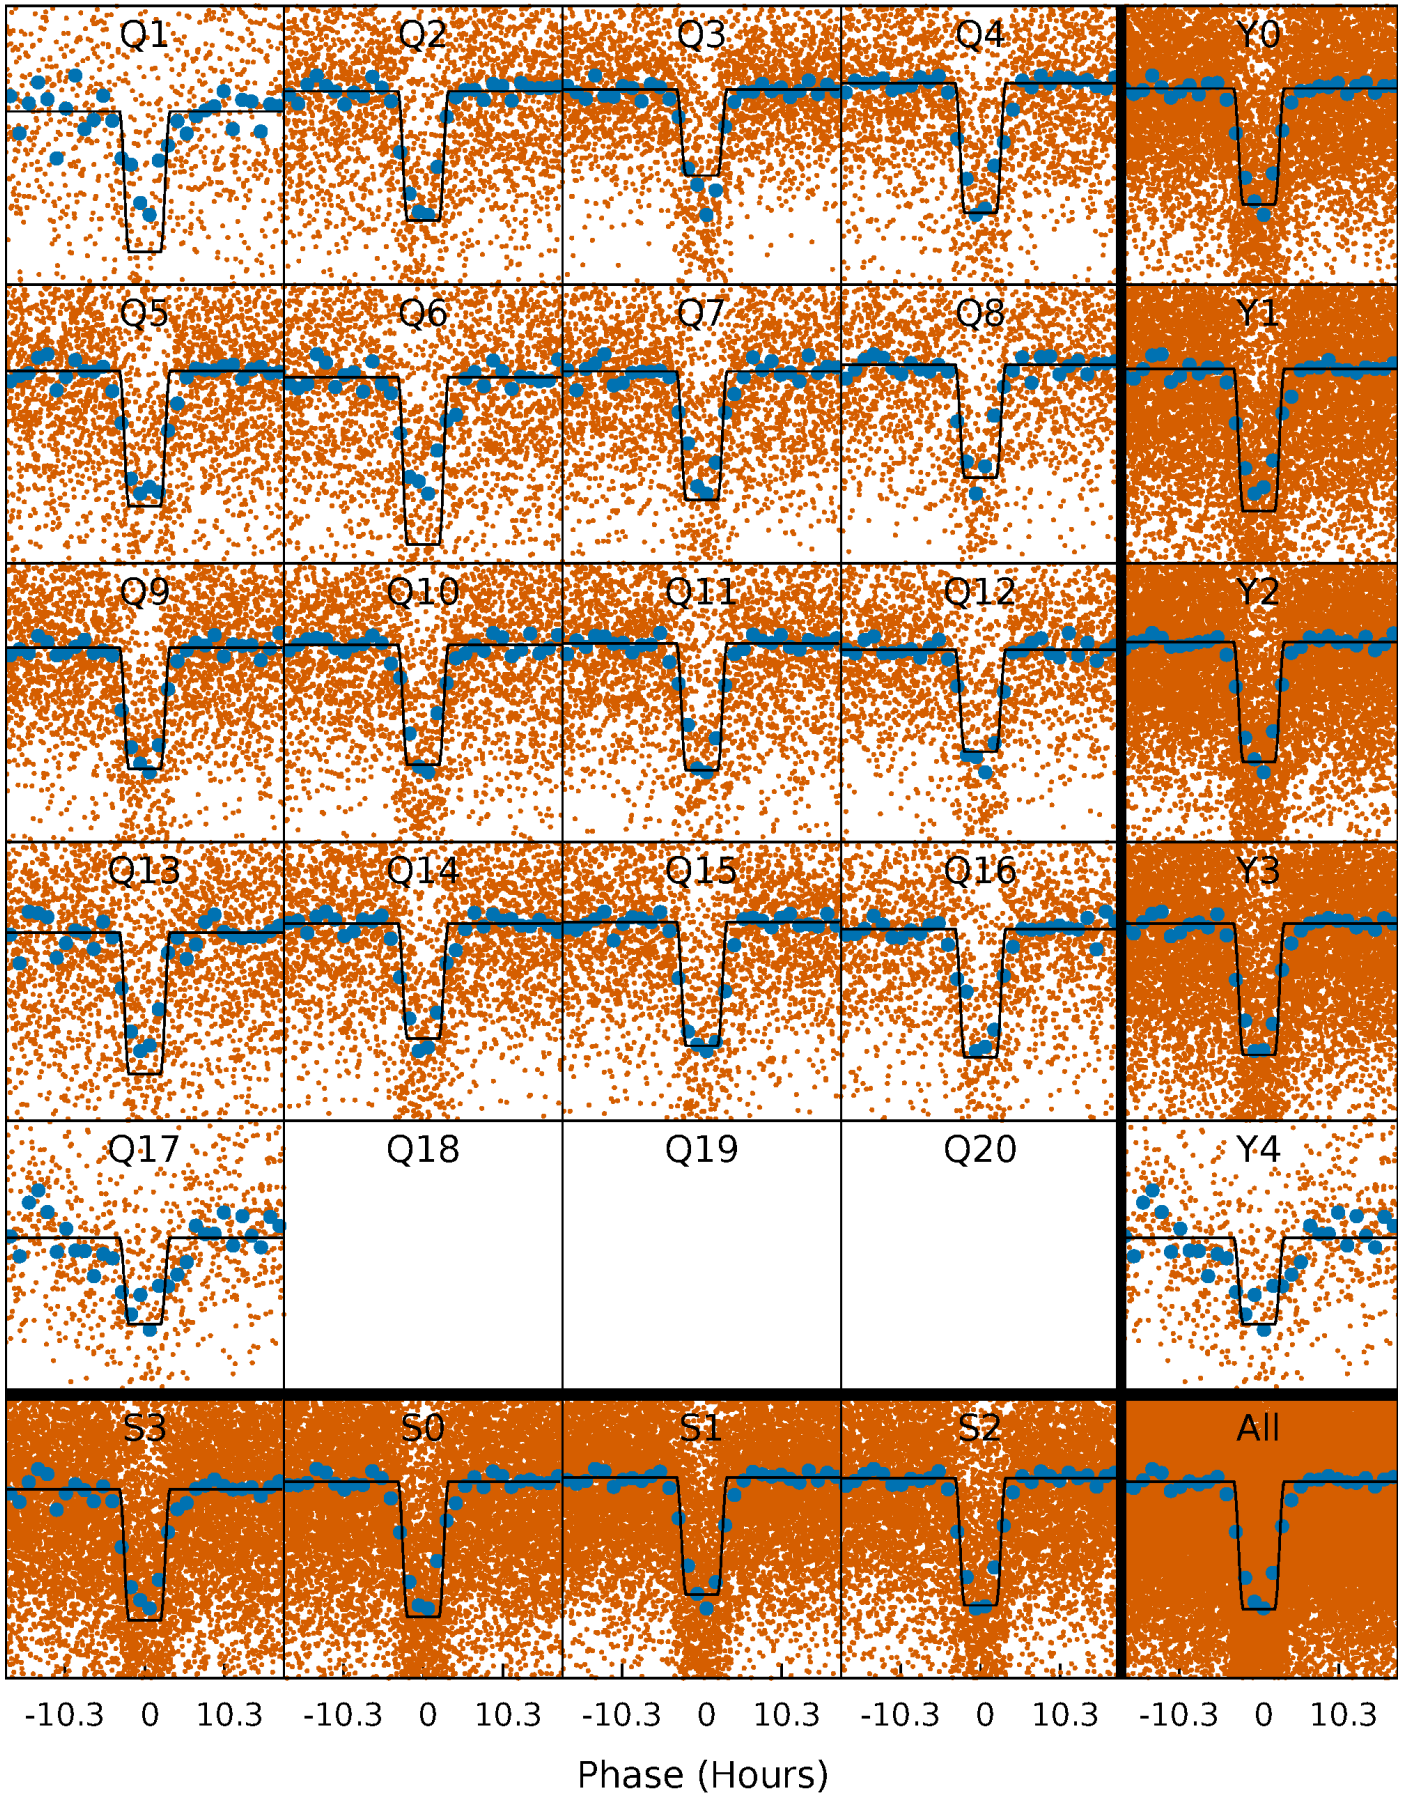 Q1 Q2 Q3 Q4 Y0
Q5 Q6 Q7 Q8 Y1
Q9 Q10 Q11 Q12 Y2
Q13 Q14 Q15 Q16 Y3
Q17 Q18 Q19 Q20 Y4
S3 S0 S1 S2 All
-10.3 0 10.3 -10.3 0 10.3 -10.3 0 10.3 -10.3 0 10.3 -10.3 0 10.3
Phase (Hours)